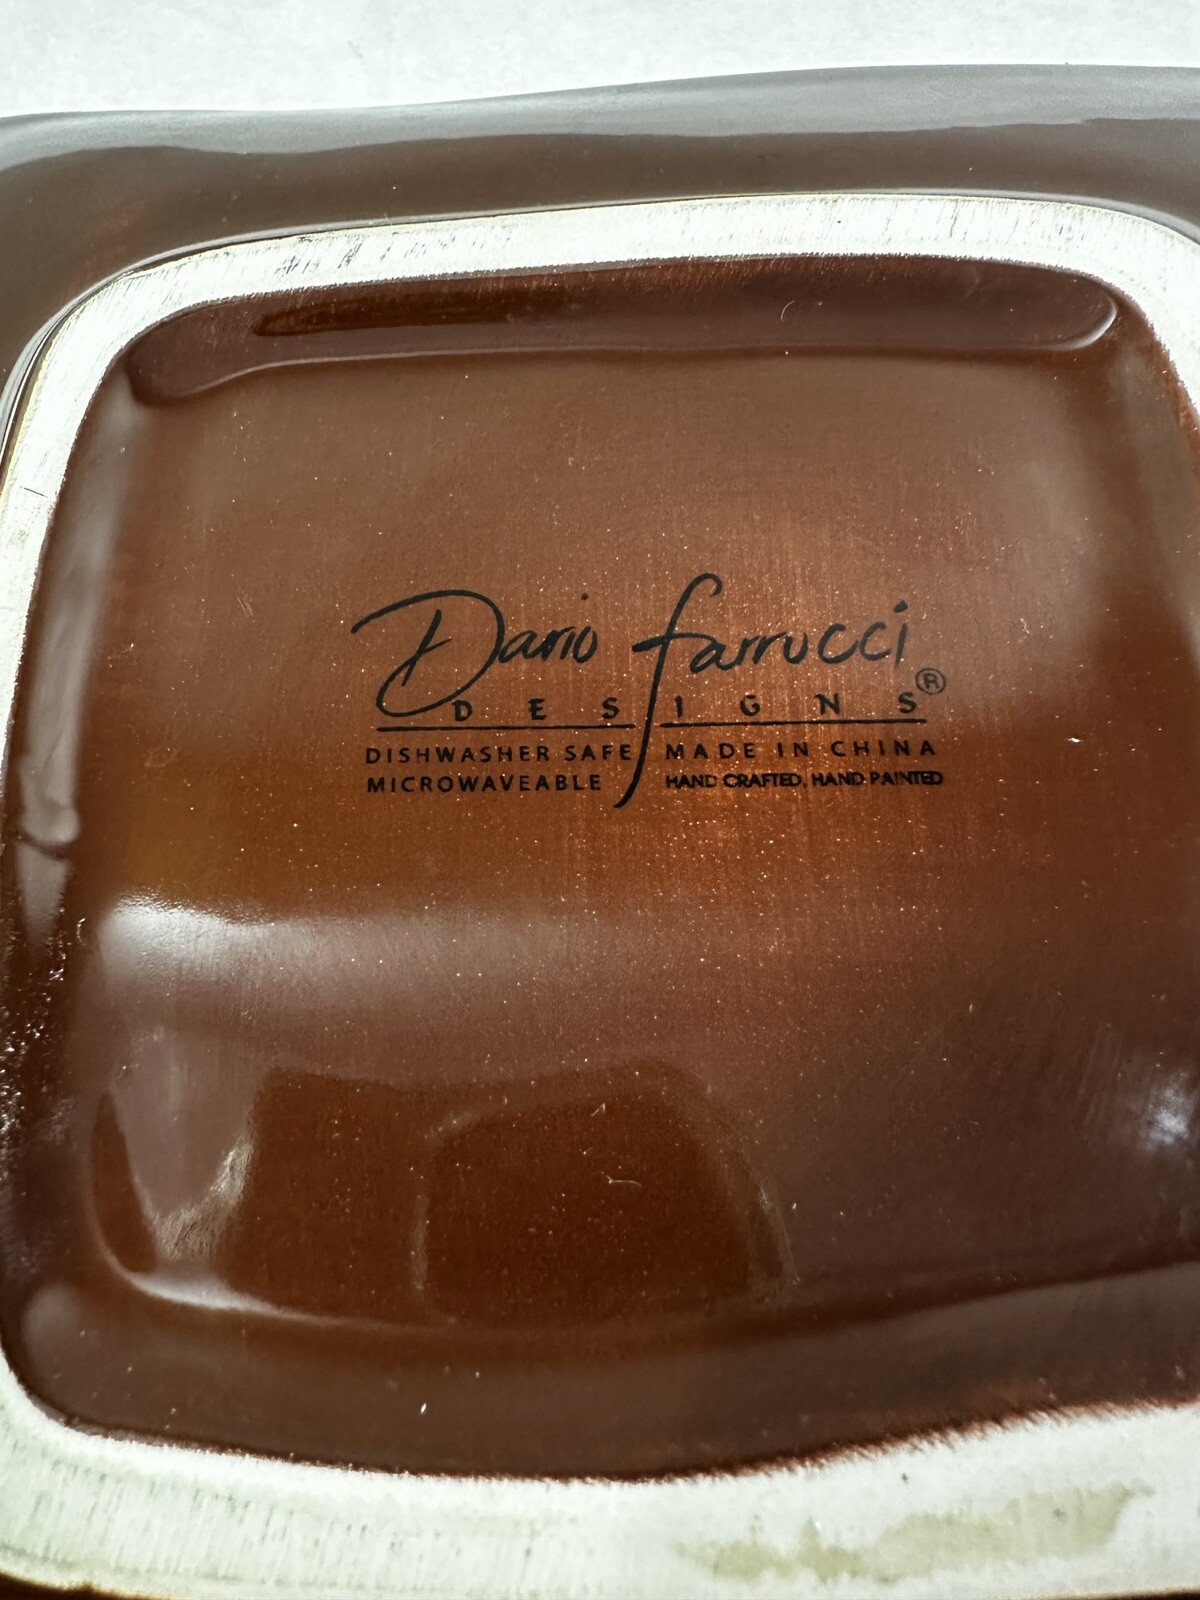 Dario farrucci
DESIGNS®
DISHWASHER SAFE MADE IN CHINA
MICROWAVEABLE HAND CRAFTED, HAND PAINTED